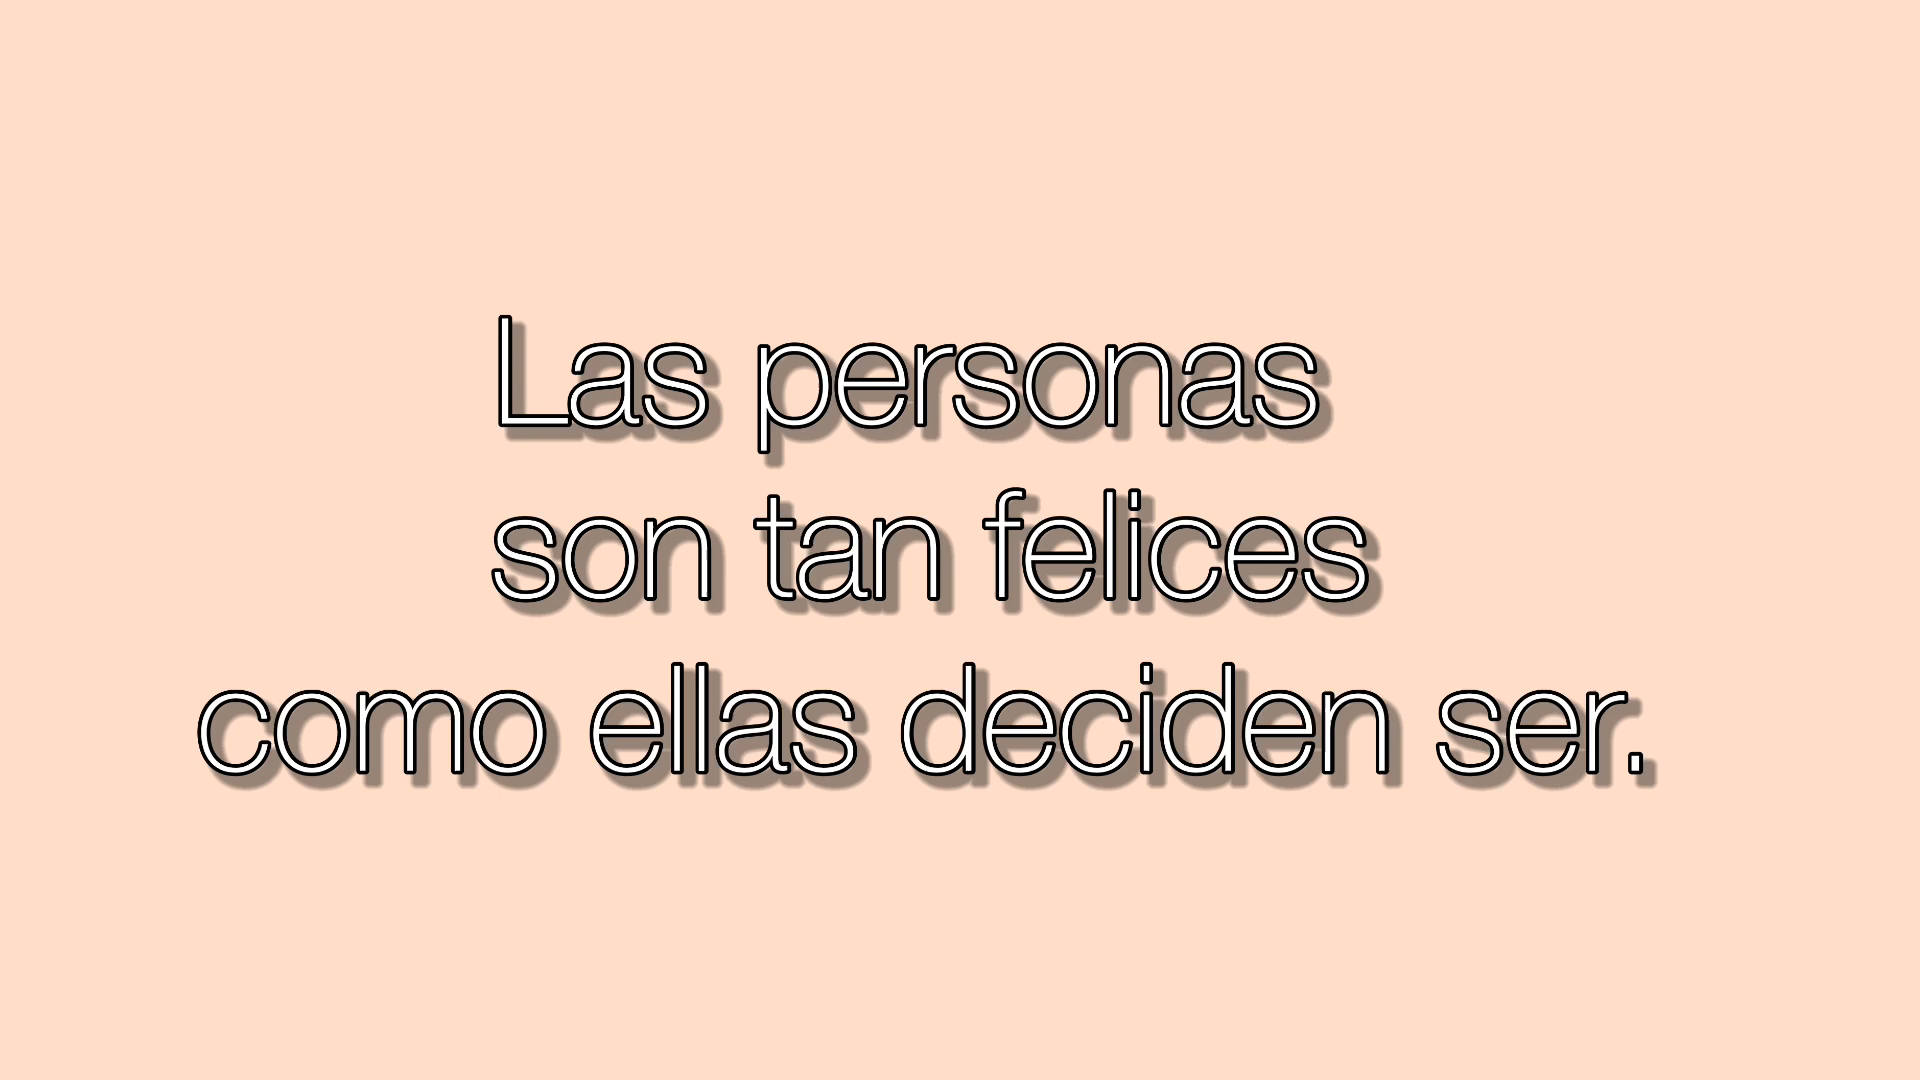 Las personas
son tan felices
como ellas deciden ser.